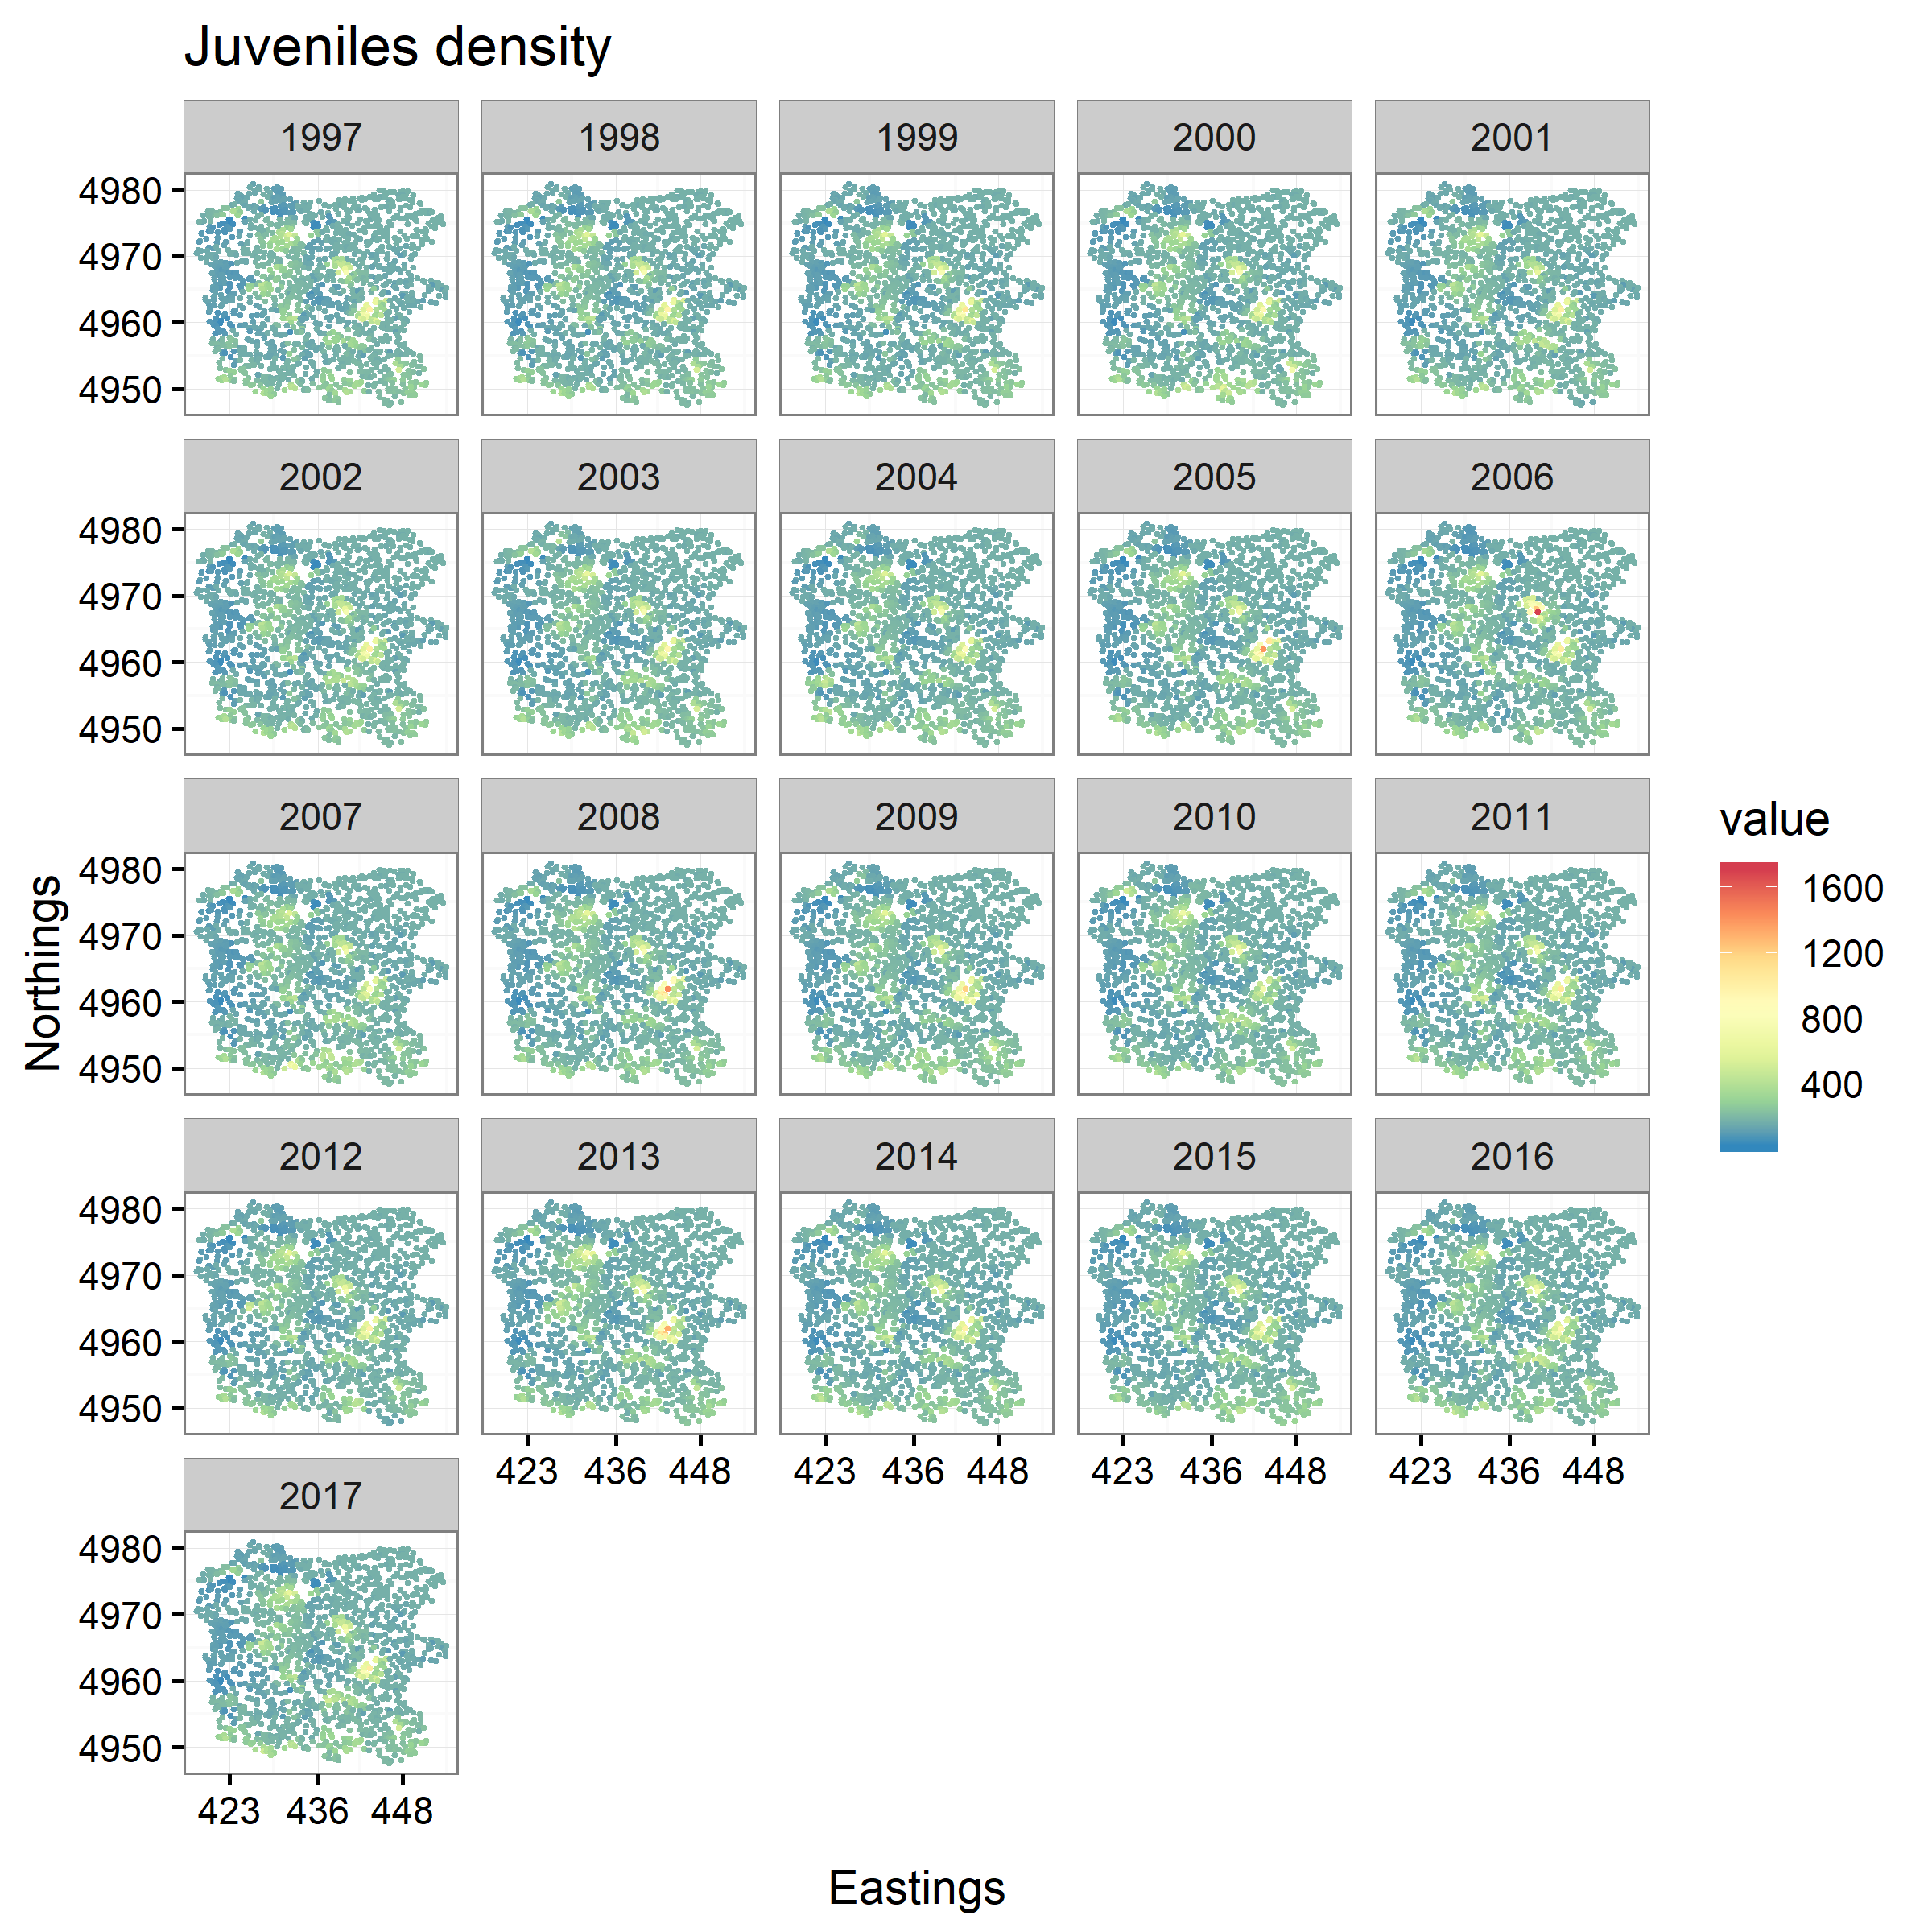 Juveniles density
1997 1998 1999 2000 2001
4980
4970
4960
4950
2002 2003 2004 2005 2006
4980
4970
4960
4950
2007 2008 2009 2010 2011
4980
4970
4960
4950
2012 2013 2014 2015 2016
4980
4970
4960
4950
423 436 448 423 436 448 423 436 448 423 436 448
2017
4980
4970
4960
4950
423 436 448
Eastings
Northings
value
1600
1200
800
400